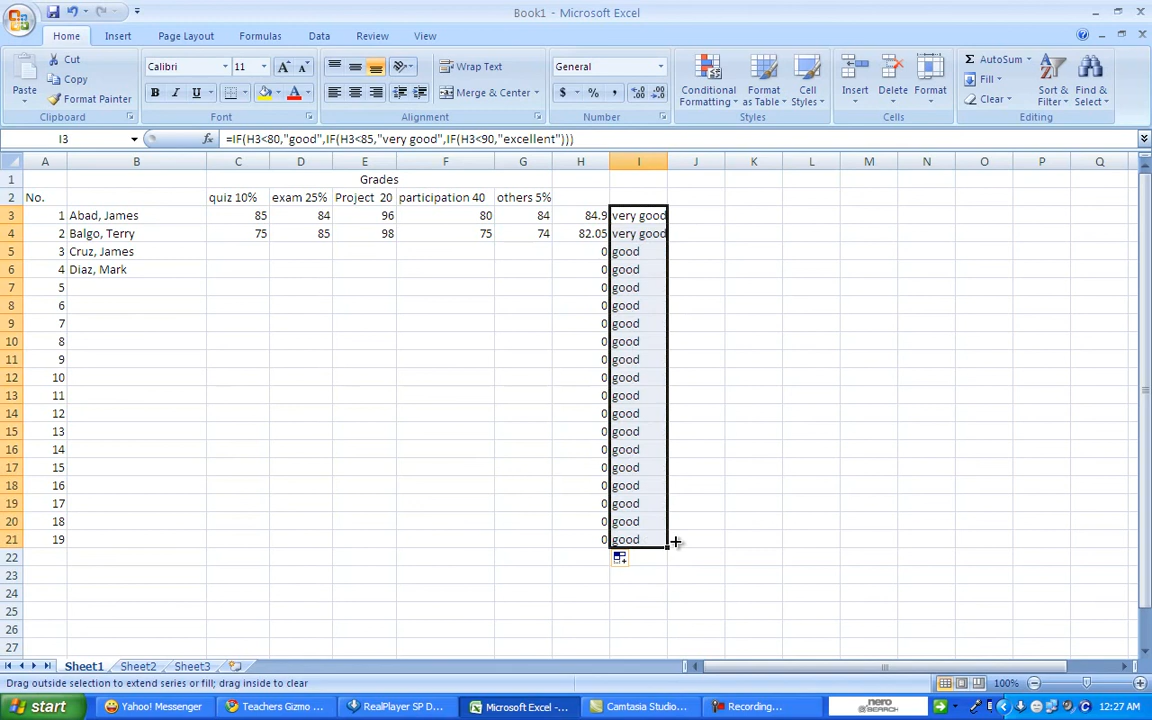 Book1 - Microsoft Excel
Home Insert Page Layout Formulas Data Review View
Paste
Cut
Copy
Format Painter
Clipboard
Calibri 11
B I U
Font
Wrap Text
Merge & Center
Alignment
General
$ % ,
Number
Conditional Formatting
Format as Table
Cell Styles
Styles
Insert Delete Format
Cells
AutoSum
Fill
Clear
Sort & Filter
Find & Select
Editing
I3 fx =IF(H3<80,"good",IF(H3<85,"very good",IF(H3<90,"excellent")))
A B C D E F G H I J K L M N O P Q
1 Grades
2 No. quiz 10% exam 25% Project 20 participation 40 others 5%
3 1 Abad, James 85 84 96 80 84 84.9 very good
4 2 Balgo, Terry 75 85 98 75 74 82.05 very good
5 3 Cruz, James 0 good
6 4 Diaz, Mark 0 good
7 5 0 good
8 6 0 good
9 7 0 good
10 8 0 good
11 9 0 good
12 10 0 good
13 11 0 good
14 12 0 good
15 13 0 good
16 14 0 good
17 15 0 good
18 16 0 good
19 17 0 good
20 18 0 good
21 19 0 good
22
23
24
25
26
27
Sheet1 Sheet2 Sheet3
Drag outside selection to extend series or fill; drag inside to clear 100%
start Yahoo! Messenger Teachers Gizmo ... RealPlayer SP D... Microsoft Excel -... Camtasia Studio... Recording... nero SEARCH 12:27 AM